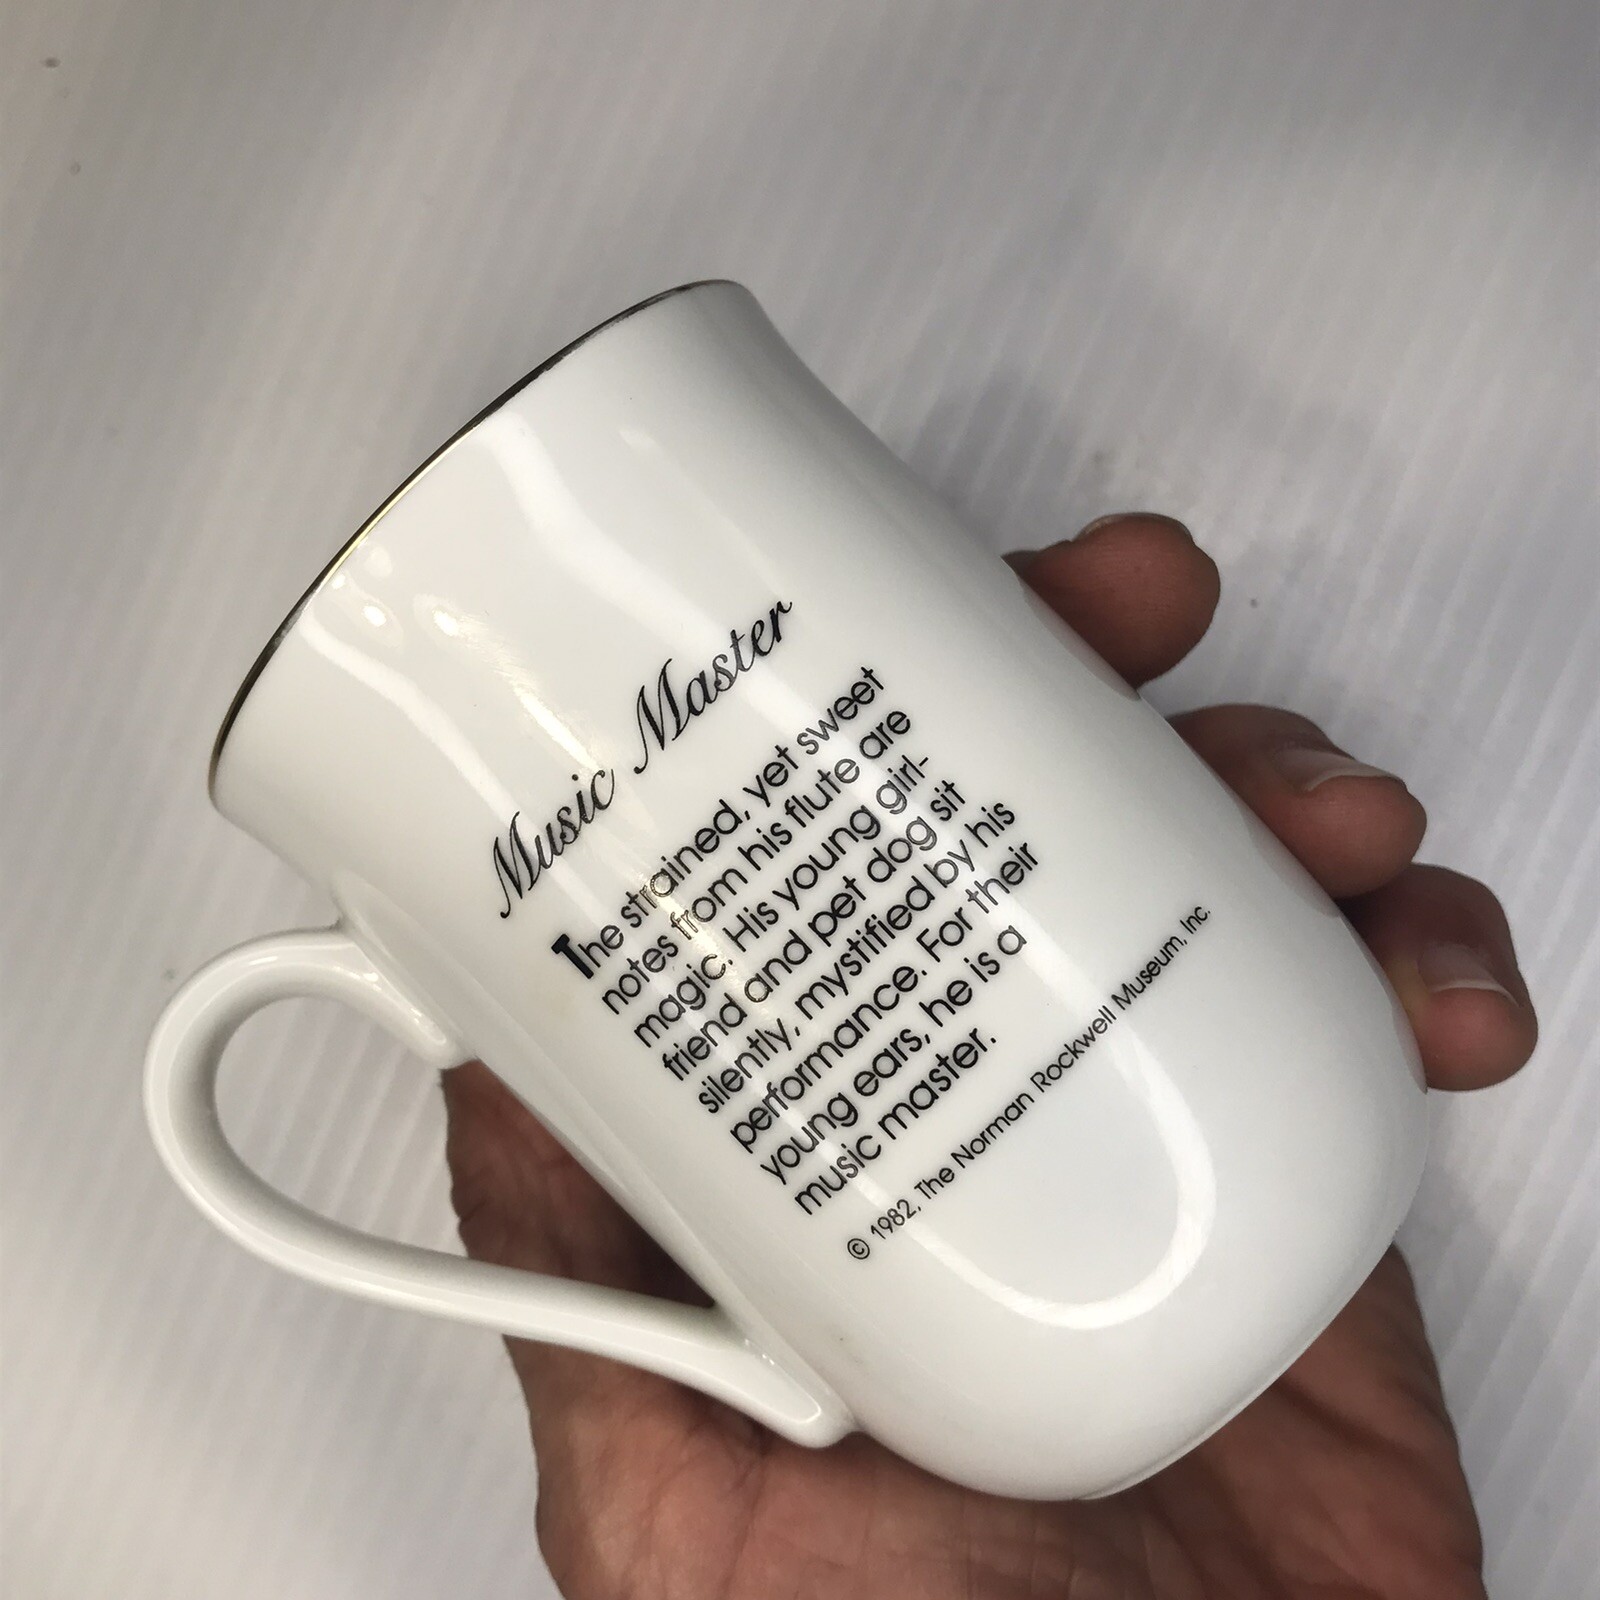 Music Master
The strained, yet sweet
notes from his flute are
magic. His young girl-
friend and pet dog sit
silently, mystified by his
performance. For their
young ears, he is a
music master.
© 1982, The Norman Rockwell Museum, Inc.